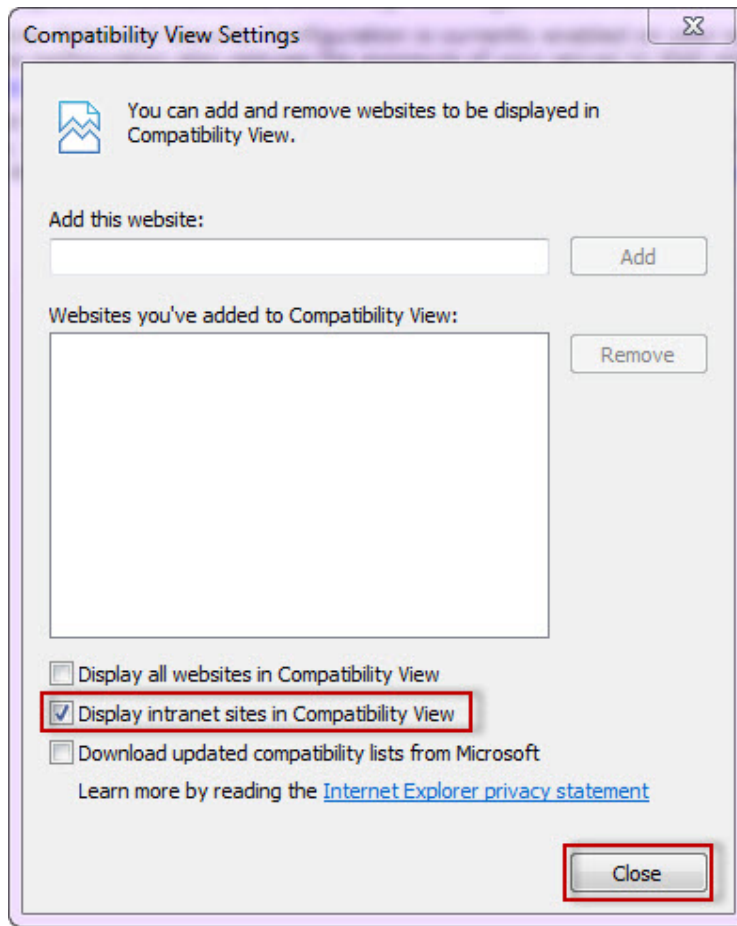 Compatibility View Settings
You can add and remove websites to be displayed in
Compatibility View.
Add this website:
Add
Websites you've added to Compatibility View:
Remove
Display all websites in Compatibility View
Display intranet sites in Compatibility View
Download updated compatibility lists from Microsoft
Learn more by reading the Internet Explorer privacy statement
Close